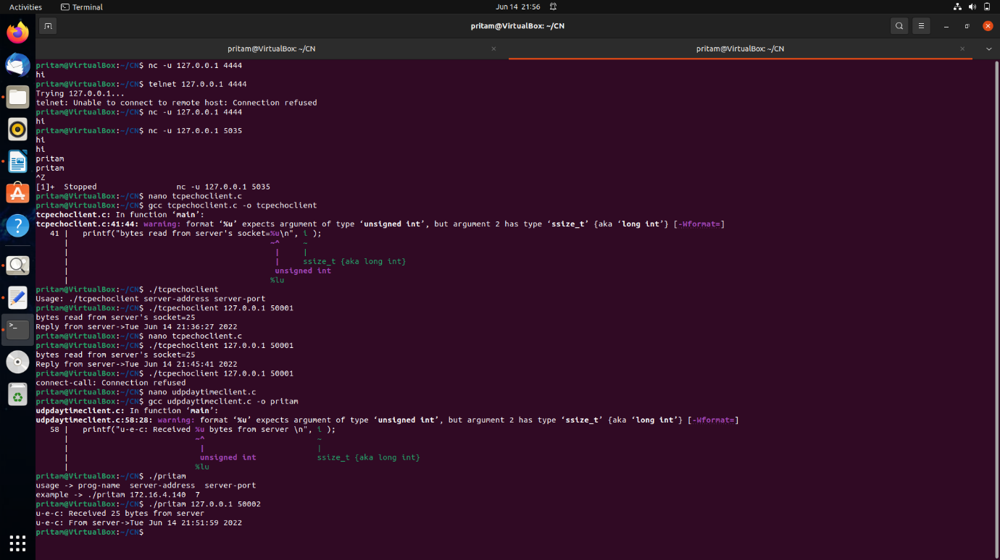 Activities
Terminal
Jun 14 21:56
pritam@VirtualBox: ~/CN
pritam@VirtualBox: ~/CN
pritam@VirtualBox: ~/CN
pritam@VirtualBox:~/CN$ nc -u 127.0.0.1 4444
hi
pritam@VirtualBox:~/CN$ telnet 127.0.0.1 4444
Trying 127.0.0.1...
telnet: Unable to connect to remote host: Connection refused
pritam@VirtualBox:~/CN$ nc -u 127.0.0.1 4444
hi
pritam@VirtualBox:~/CN$ nc -u 127.0.0.1 5035
hi
hi
pritam
pritam
^Z
[1]+  Stopped                 nc -u 127.0.0.1 5035
pritam@VirtualBox:~/CN$ nano tcpechoclient.c
pritam@VirtualBox:~/CN$ gcc tcpechoclient.c -o tcpechoclient
tcpechoclient.c: In function ‘main’:
tcpechoclient.c:41:44: warning: format ‘%u’ expects argument of type ‘unsigned int’, but argument 2 has type ‘ssize_t’ {aka ‘long int’} [-Wformat=]
   41 |   printf("bytes read from server's socket=%u\n", i );
      |                                           ~^     ~
      |                                            |     |
      |                                            |     ssize_t {aka long int}
      |                                            unsigned int
      |                                           %lu
pritam@VirtualBox:~/CN$ ./tcpechoclient
Usage: ./tcpechoclient server-address server-port
pritam@VirtualBox:~/CN$ ./tcpechoclient 127.0.0.1 50001
bytes read from server's socket=25
Reply from server->Tue Jun 14 21:36:27 2022
pritam@VirtualBox:~/CN$ nano tcpechoclient.c
pritam@VirtualBox:~/CN$ ./tcpechoclient 127.0.0.1 50001
bytes read from server's socket=25
Reply from server->Tue Jun 14 21:45:41 2022
pritam@VirtualBox:~/CN$ ./tcpechoclient 127.0.0.1 50001
connect-call: Connection refused
pritam@VirtualBox:~/CN$ nano udpdaytimeclient.c
pritam@VirtualBox:~/CN$ gcc udpdaytimeclient.c -o pritam
udpdaytimeclient.c: In function ‘main’:
udpdaytimeclient.c:58:28: warning: format ‘%u’ expects argument of type ‘unsigned int’, but argument 2 has type ‘ssize_t’ {aka ‘long int’} [-Wformat=]
   58 |   printf("u-e-c: Received %u bytes from server \n", i );
      |                           ~^                        ~
      |                            |                        |
      |                            unsigned int             ssize_t {aka long int}
      |                           %lu
pritam@VirtualBox:~/CN$ ./pritam
usage -> prog-name  server-address  server-port
example -> ./pritam 172.16.4.140  7
pritam@VirtualBox:~/CN$ ./pritam 127.0.0.1 50002
u-e-c: Received 25 bytes from server
u-e-c: From server->Tue Jun 14 21:51:59 2022
pritam@VirtualBox:~/CN$